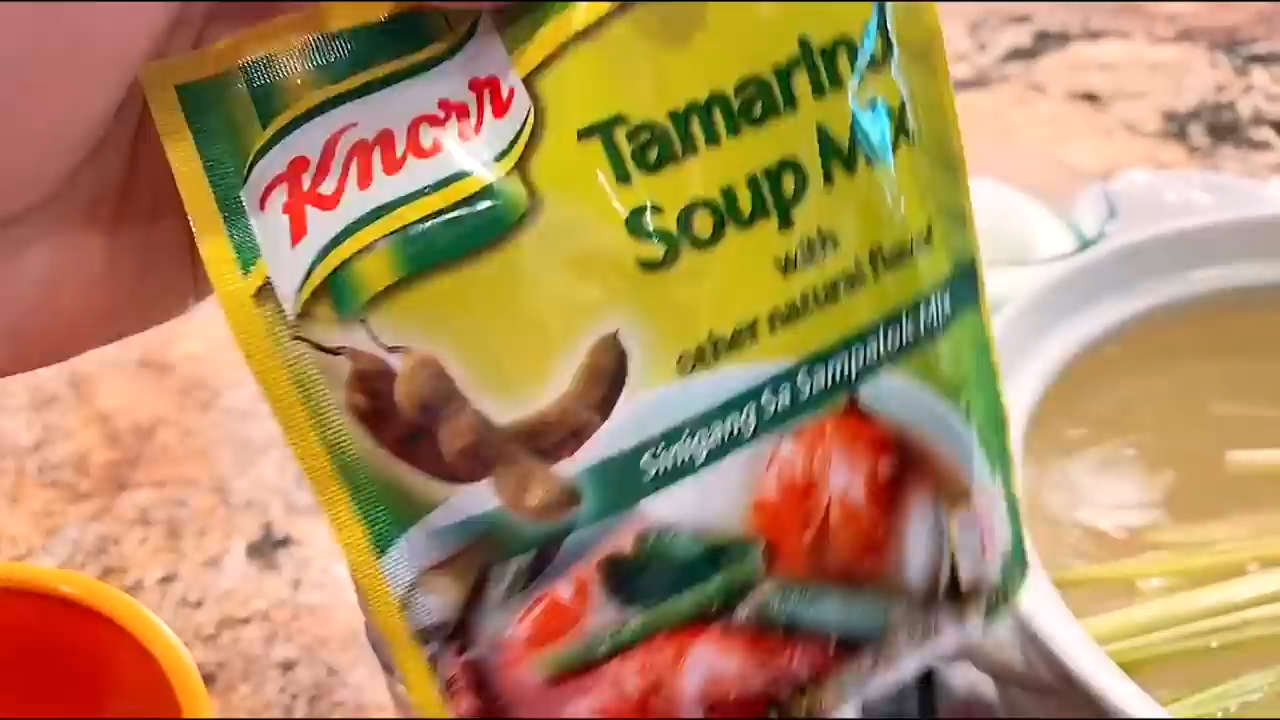 Knorr
Tamarind
Soup Mix
with
other natural flavor
Sinigang Sa Sampalok Mix